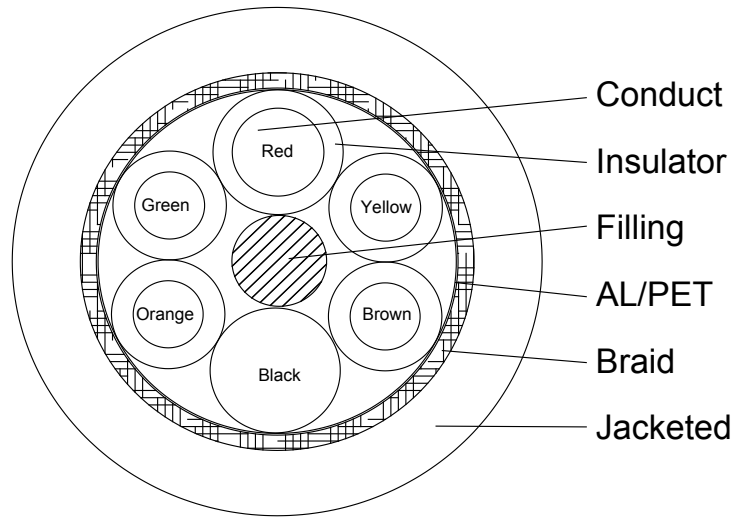 Conduct
Red
Insulator
Green
Yellow
Filling
AL/PET
Orange
Brown
Braid
Black
Jacketed